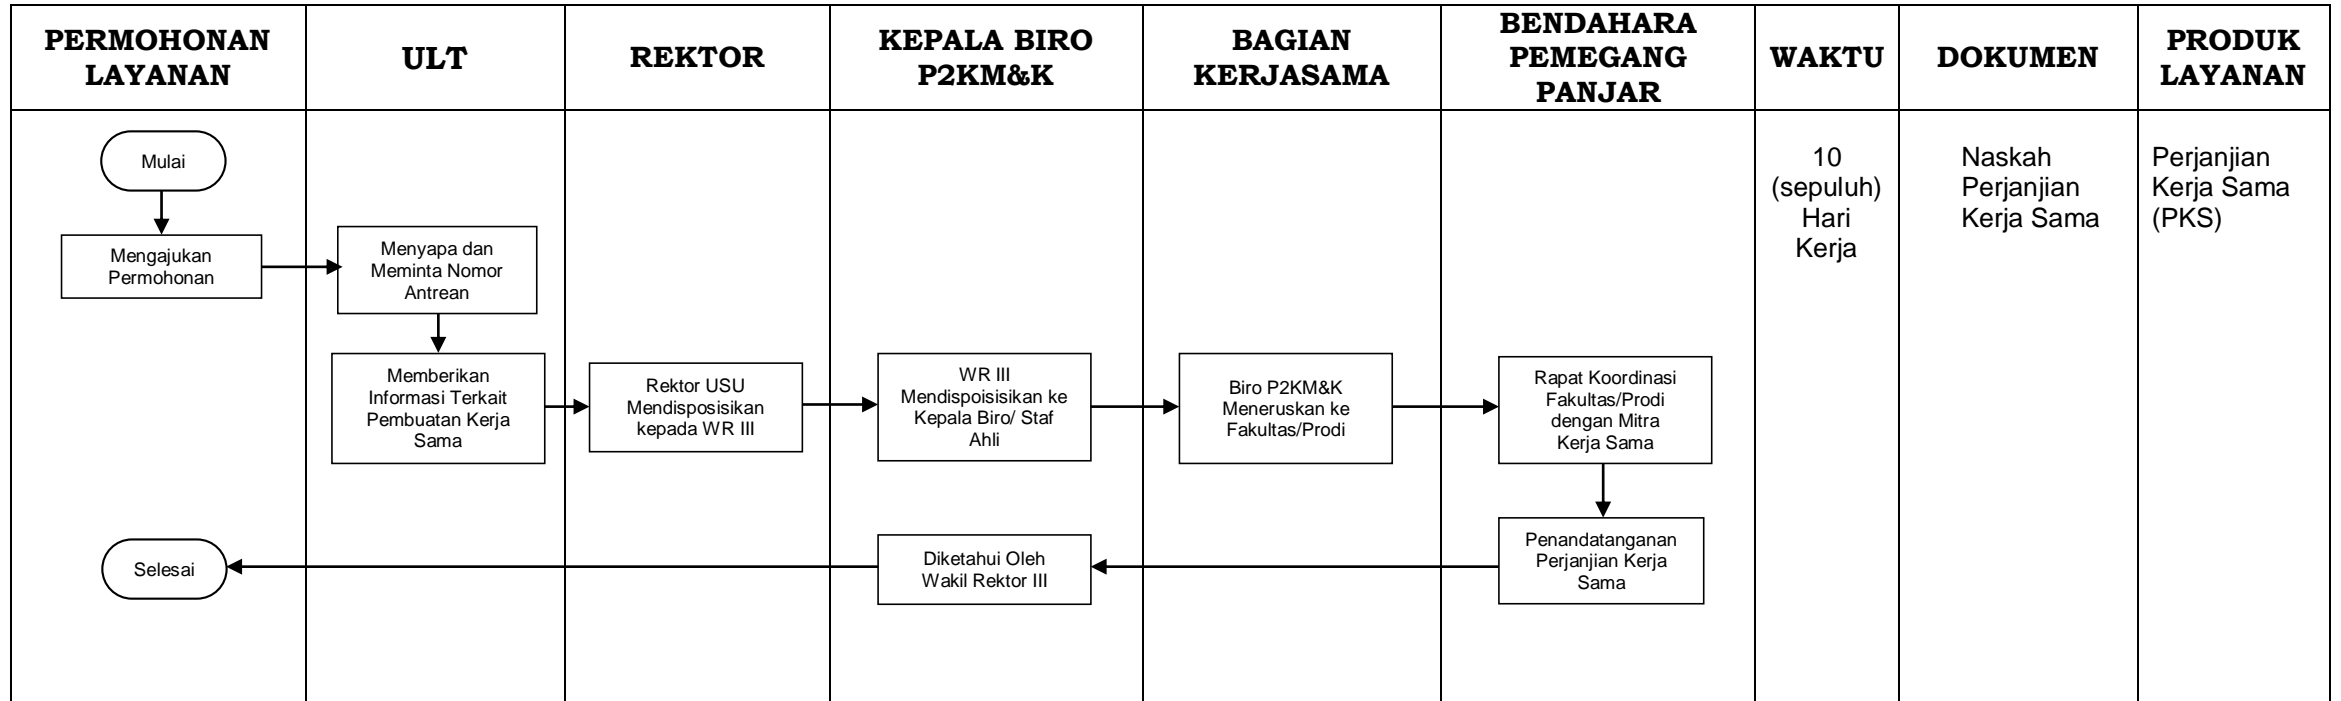 PERMOHONAN
LAYANAN
ULT
REKTOR
KEPALA BIRO
P2KM&K
BAGIAN
KERJASAMA
BENDAHARA
PEMEGANG
PANJAR
WAKTU
DOKUMEN
PRODUK
LAYANAN
Mulai
Mengajukan
Permohonan
Menyapa dan
Meminta Nomor
Antrean
Memberikan
Informasi Terkait
Pembuatan Kerja
Sama
Rektor USU
Mendisposisikan
kepada WR III
WR III
Mendispoisisikan ke
Kepala Biro/ Staf
Ahli
Biro P2KM&K
Meneruskan ke
Fakultas/Prodi
Rapat Koordinasi
Fakultas/Prodi
dengan Mitra
Kerja Sama
Penandatanganan
Perjanjian Kerja
Sama
Diketahui Oleh
Wakil Rektor III
Selesai
10
(sepuluh)
Hari
Kerja
Naskah
Perjanjian
Kerja Sama
Perjanjian
Kerja Sama
(PKS)